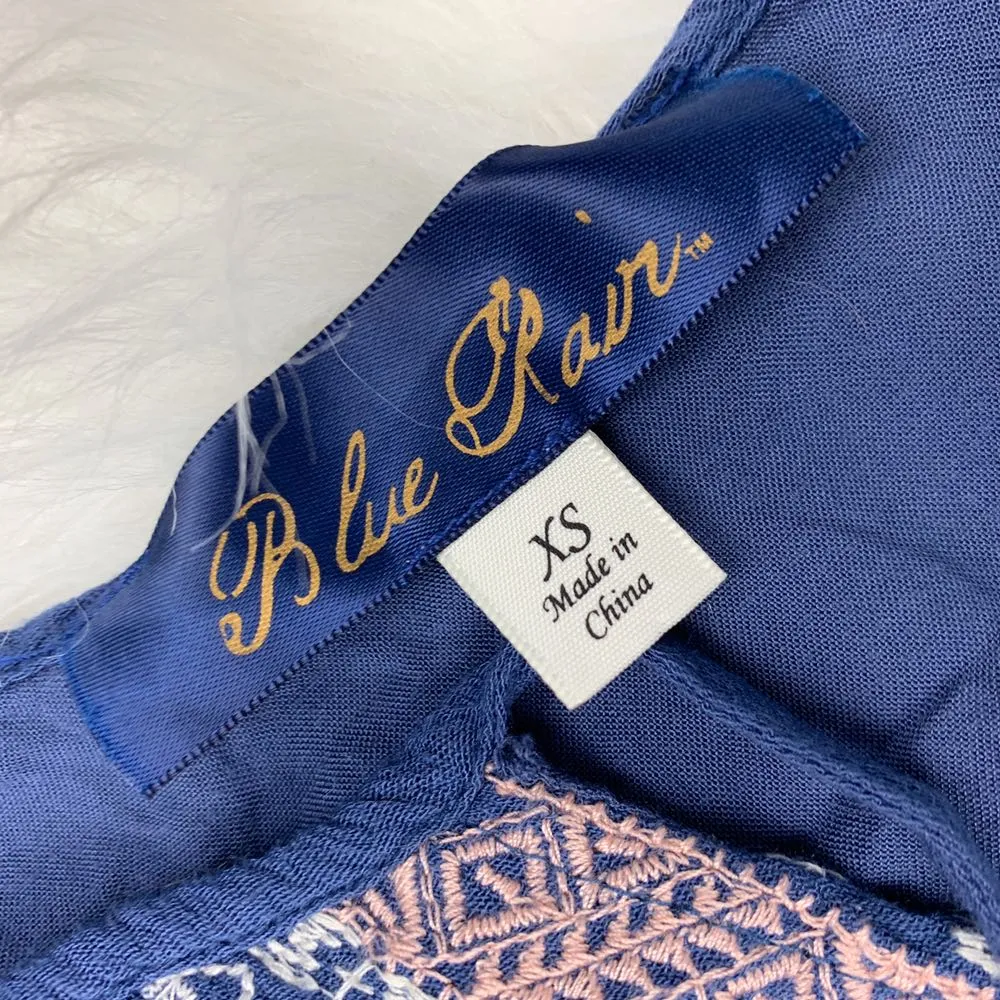 Blue Rain™
XS
Made in
China